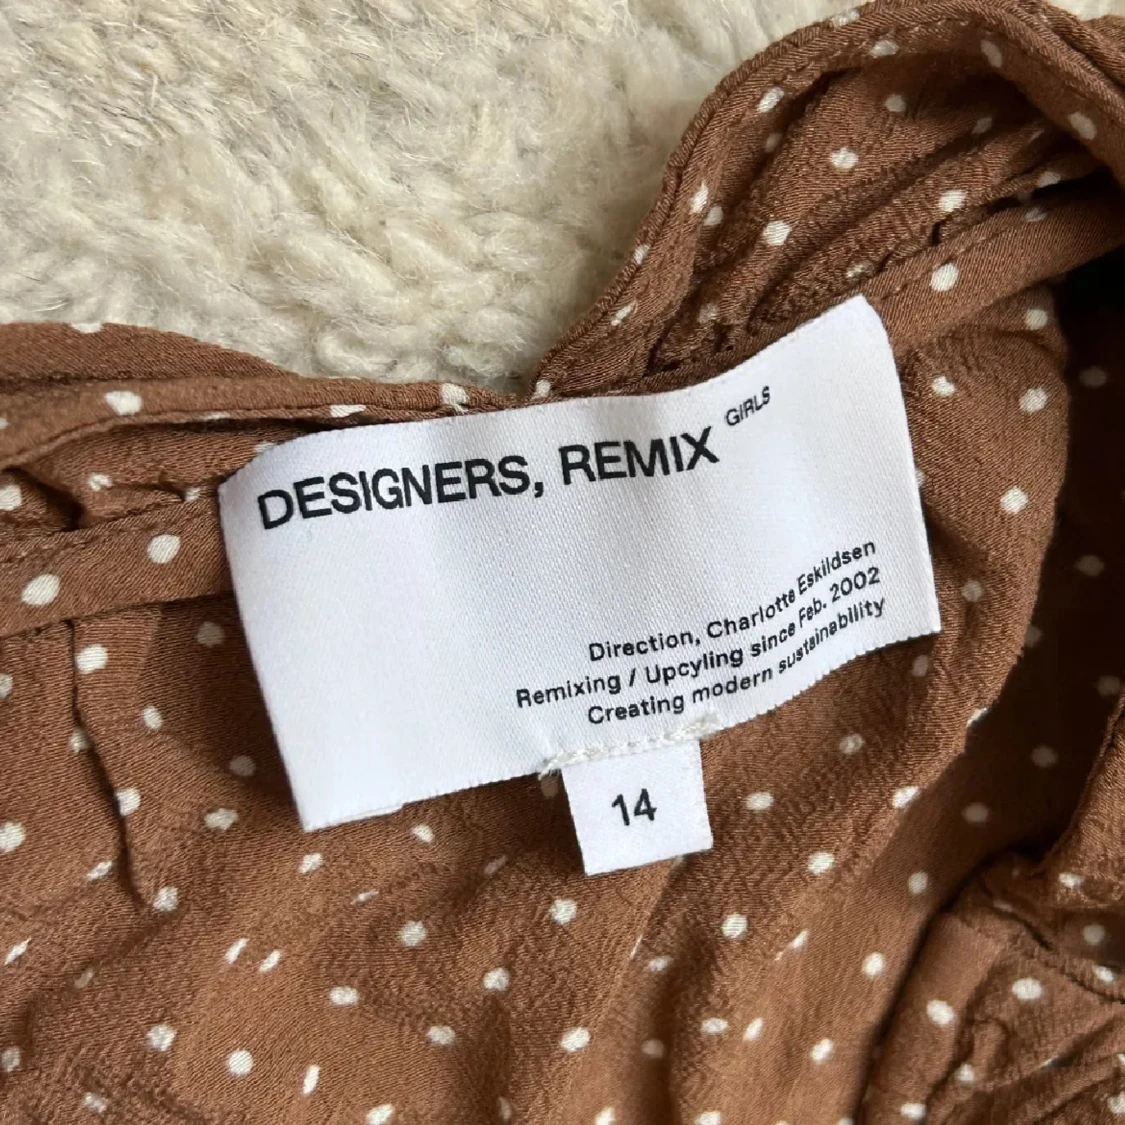 DESIGNERS, REMIX GIRLS
Direction, Charlotte Eskildsen
Remixing / Upcyling since Feb. 2002
Creating modern sustainability
14